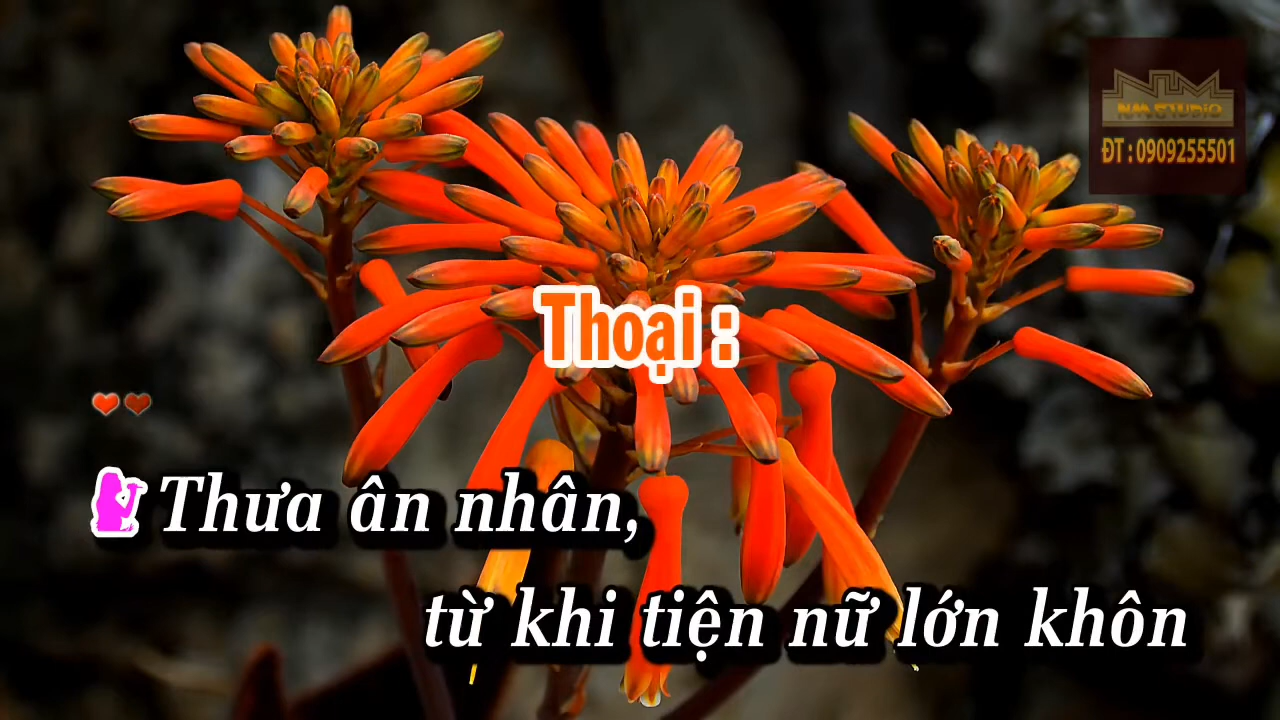 NM STUDIO
ĐT : 0909255501
Thoại :
Thưa ân nhân,
từ khi tiện nữ lớn khôn